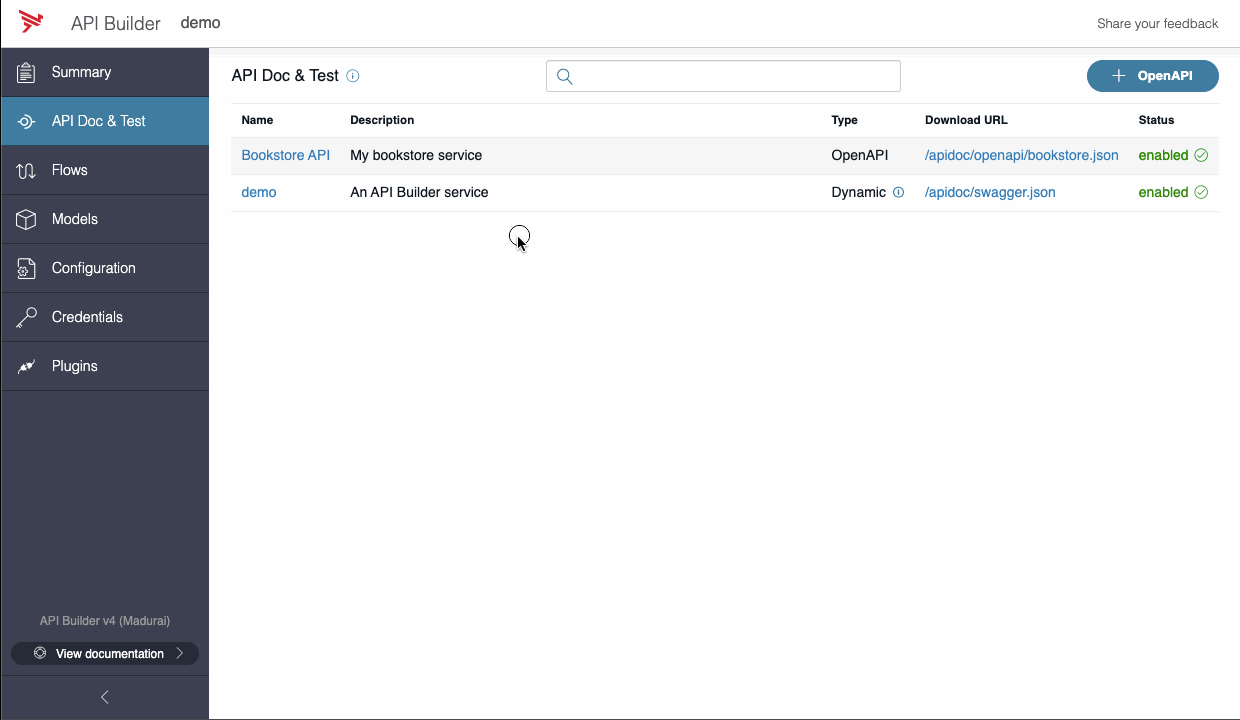 API Builder demo Share your feedback
Summary
API Doc & Test
Flows
Models
Configuration
Credentials
Plugins
API Builder v4 (Madurai)
View documentation
API Doc & Test
OpenAPI
Name Description Type Download URL Status
Bookstore API My bookstore service OpenAPI /apidoc/openapi/bookstore.json enabled
demo An API Builder service Dynamic /apidoc/swagger.json enabled